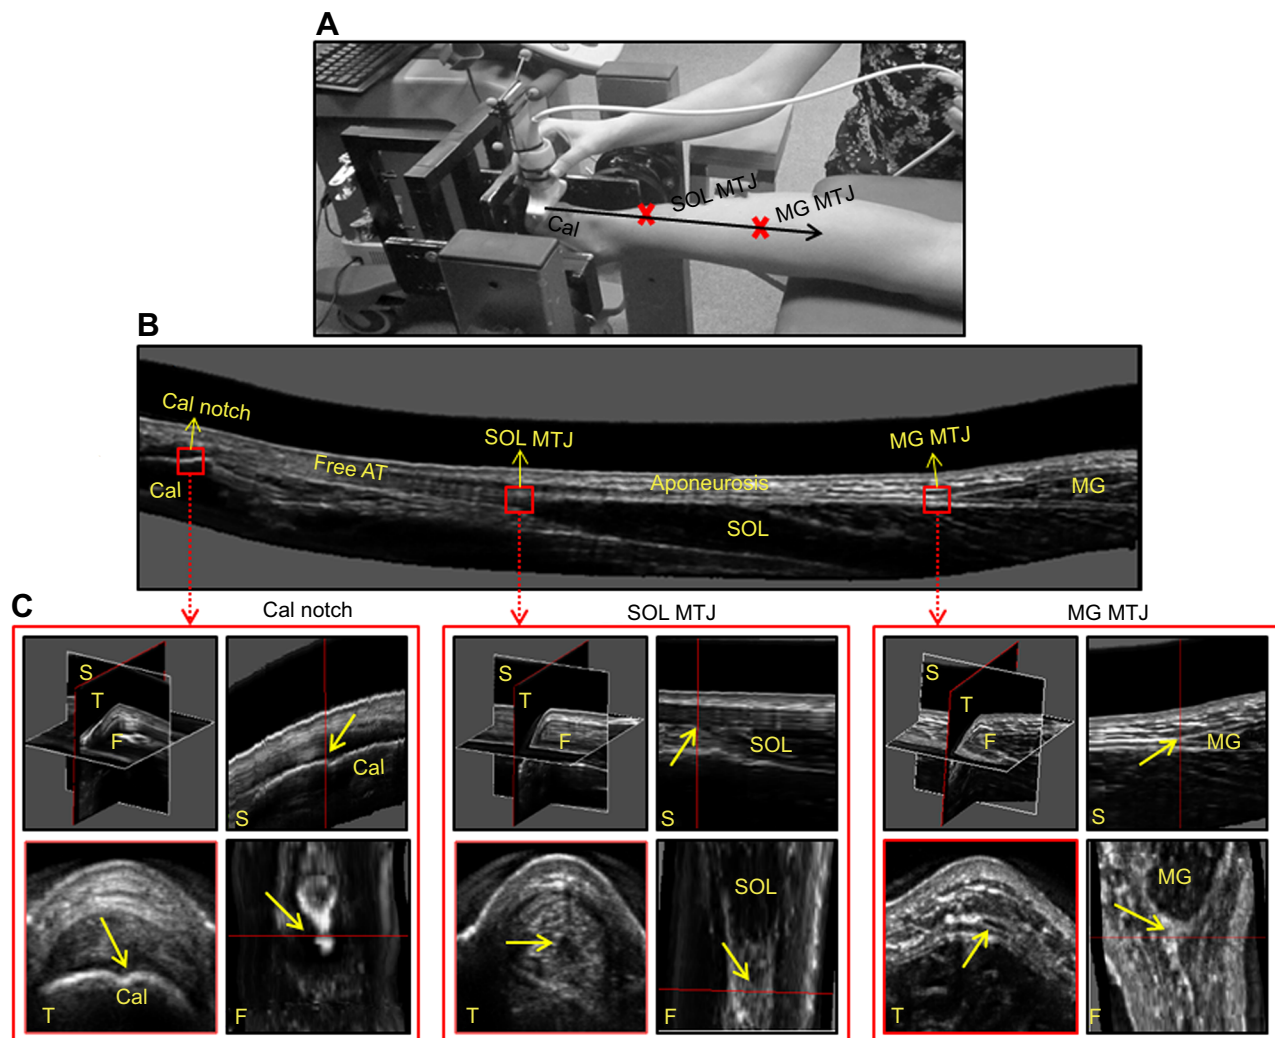 A
SOL MTJ
MG MTJ
Cal
B
Cal notch
SOL MTJ
MG MTJ
Free AT
Aponeurosis
Cal
MG
SOL
C
Cal notch
SOL MTJ
MG MTJ
S
T
F
Cal
S
T
Cal
F
S
T
F
SOL
S
T
SOL
F
S
T
F
MG
S
T
MG
F